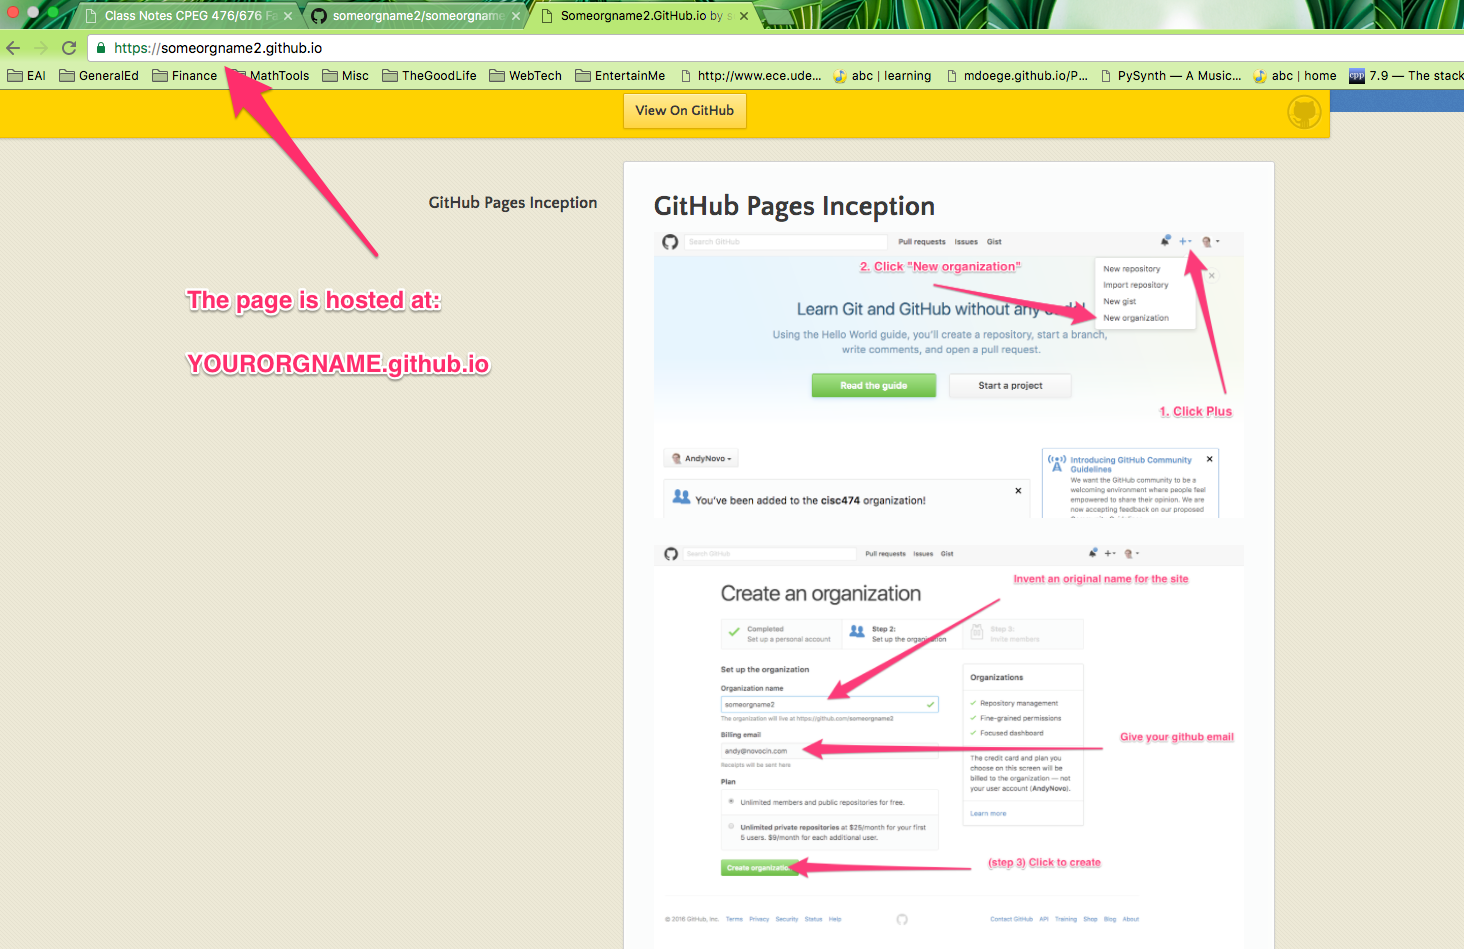 Class Notes CPEG 476/676 Fa
someorgname2/someorgname
Someorgname2.GitHub.io by s
https://someorgname2.github.io
EAI
GeneralEd
Finance
MathTools
Misc
TheGoodLife
WebTech
EntertainMe
http://www.ece.ude...
abc | learning
mdoege.github.io/P...
PySynth — A Music...
abc | home
cpp
7.9 — The stack
View On GitHub
GitHub Pages Inception
The page is hosted at:
YOURORGNAME.github.io
GitHub Pages Inception
Search GitHub
Pull requests
Issues
Gist
2. Click "New organization"
New repository
Import repository
New gist
New organization
Learn Git and GitHub without any code!
Using the Hello World guide, you'll create a repository, start a branch,
write comments, and open a pull request.
Read the guide
Start a project
1. Click Plus
AndyNovo
You've been added to the cisc474 organization!
Introducing GitHub Community
Guidelines
We want the GitHub community to be a
welcoming environment where people feel
empowered to share their opinion. We are
now accepting feedback on our proposed
Search GitHub
Pull requests
Issues
Gist
Invent an original name for the site
Create an organization
Completed
Set up a personal account
Step 2:
Set up the organization
Step 3:
Invite members
Set up the organization
Organization name
someorgname2
The organization will live at https://github.com/someorgname2
Billing email
andy@novocin.com
Receipts will be sent here
Plan
Unlimited members and public repositories for free.
Unlimited private repositories at $25/month for your first
5 users. $9/month for each additional user.
Create organization
Organizations
Repository management
Fine-grained permissions
Focused dashboard
The credit card and plan you
choose on this screen will be
billed to the organization — not
your user account (AndyNovo).
Learn more
Give your github email
(step 3) Click to create
© 2016 GitHub, Inc.
Terms
Privacy
Security
Status
Help
Contact GitHub
API
Training
Shop
Blog
About